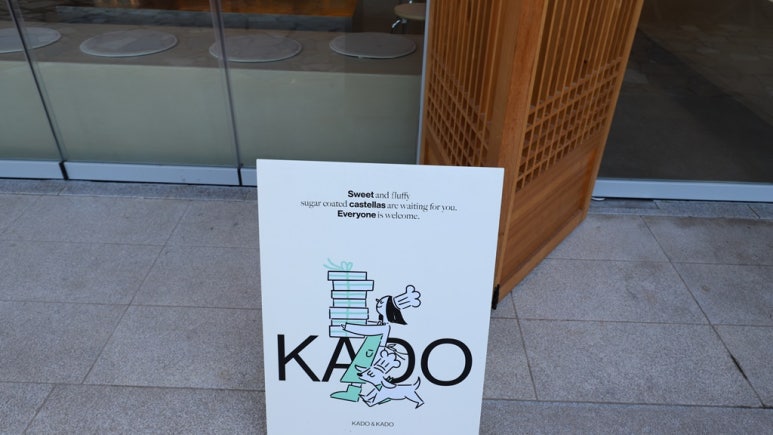 Sweet and fluffy
sugar coated castellas are waiting for you.
Everyone is welcome.
KADO
KADO & KADO